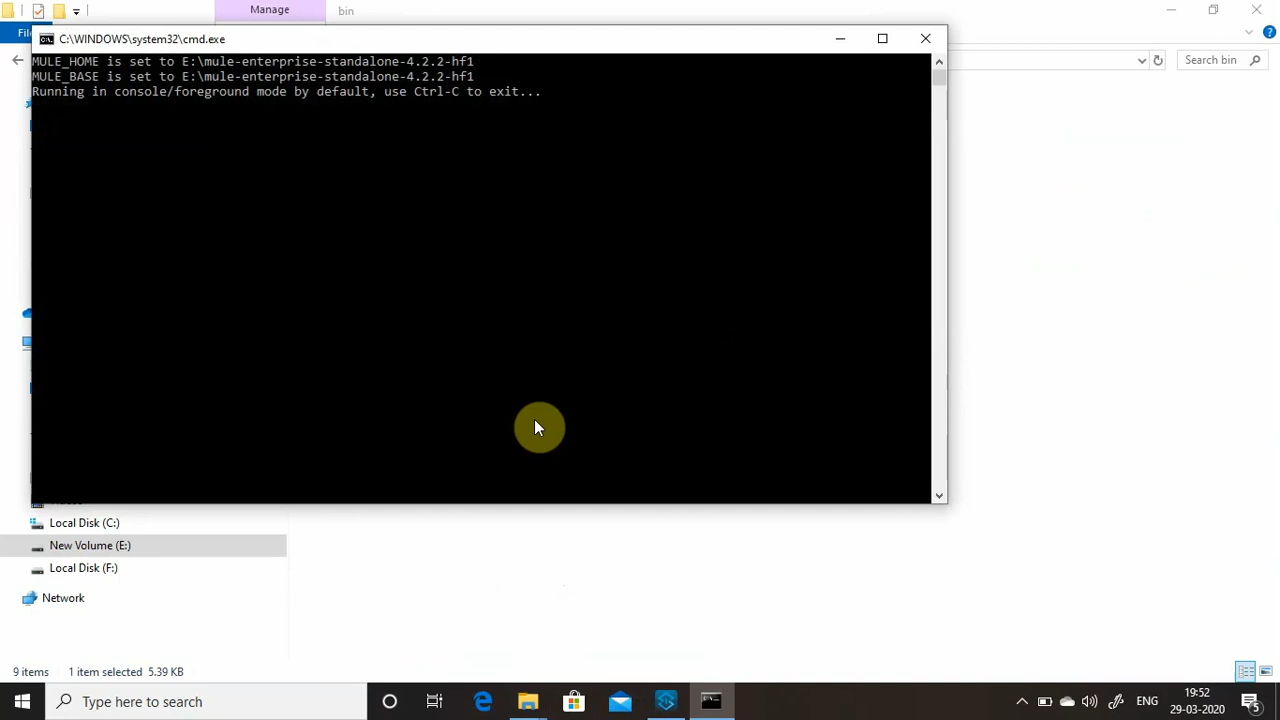 Manage
bin
C:\WINDOWS\system32\cmd.exe
Search bin
MULE_HOME is set to E:\mule-enterprise-standalone-4.2.2-hf1
MULE_BASE is set to E:\mule-enterprise-standalone-4.2.2-hf1
Running in console/foreground mode by default, use Ctrl-C to exit...
Local Disk (C:)
New Volume (E:)
Local Disk (F:)
Network
9 items 1 item selected 5.39 KB
Type here to search
ENG
19:52
29-03-2020
5